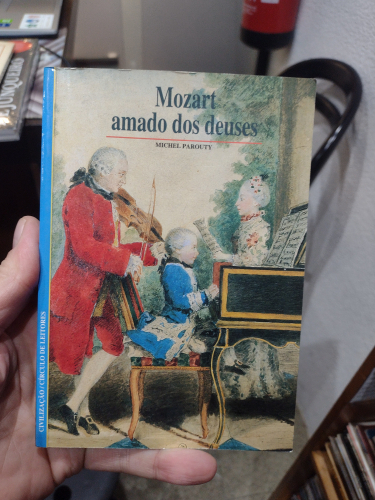 Mozart
amado dos deuses
MICHEL PAROUTY
CIVILIZAÇÃO/CÍRCULO DE LEITORES